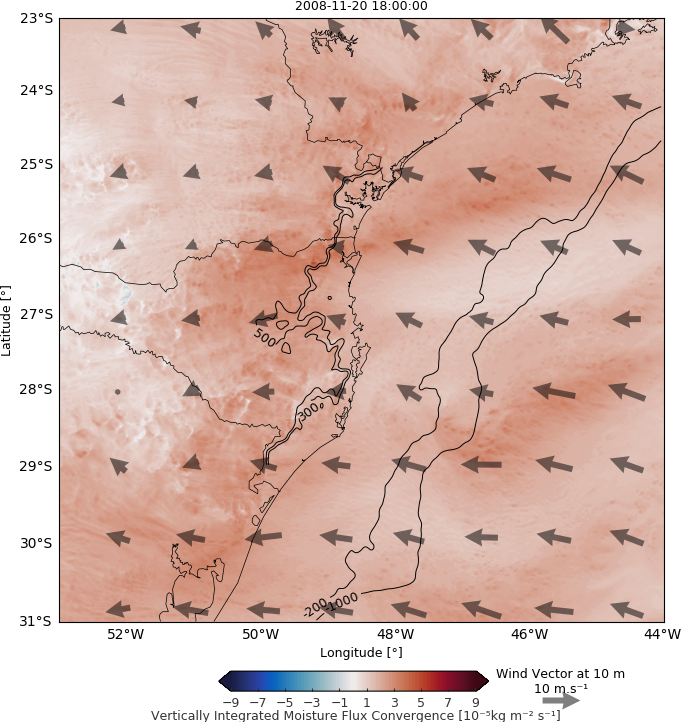 2008-11-20 18:00:00
23°S
24°S
25°S
26°S
27°S
28°S
29°S
30°S
31°S
Latitude [°]
500
300
-200
-1000
52°W 50°W 48°W 46°W 44°W
Longitude [°]
Wind Vector at 10 m
10 m.s⁻¹
−9 −7 −5 −3 −1 1 3 5 7 9
Vertically Integrated Moisture Flux Convergence [10⁻⁵kg m⁻² s⁻¹]